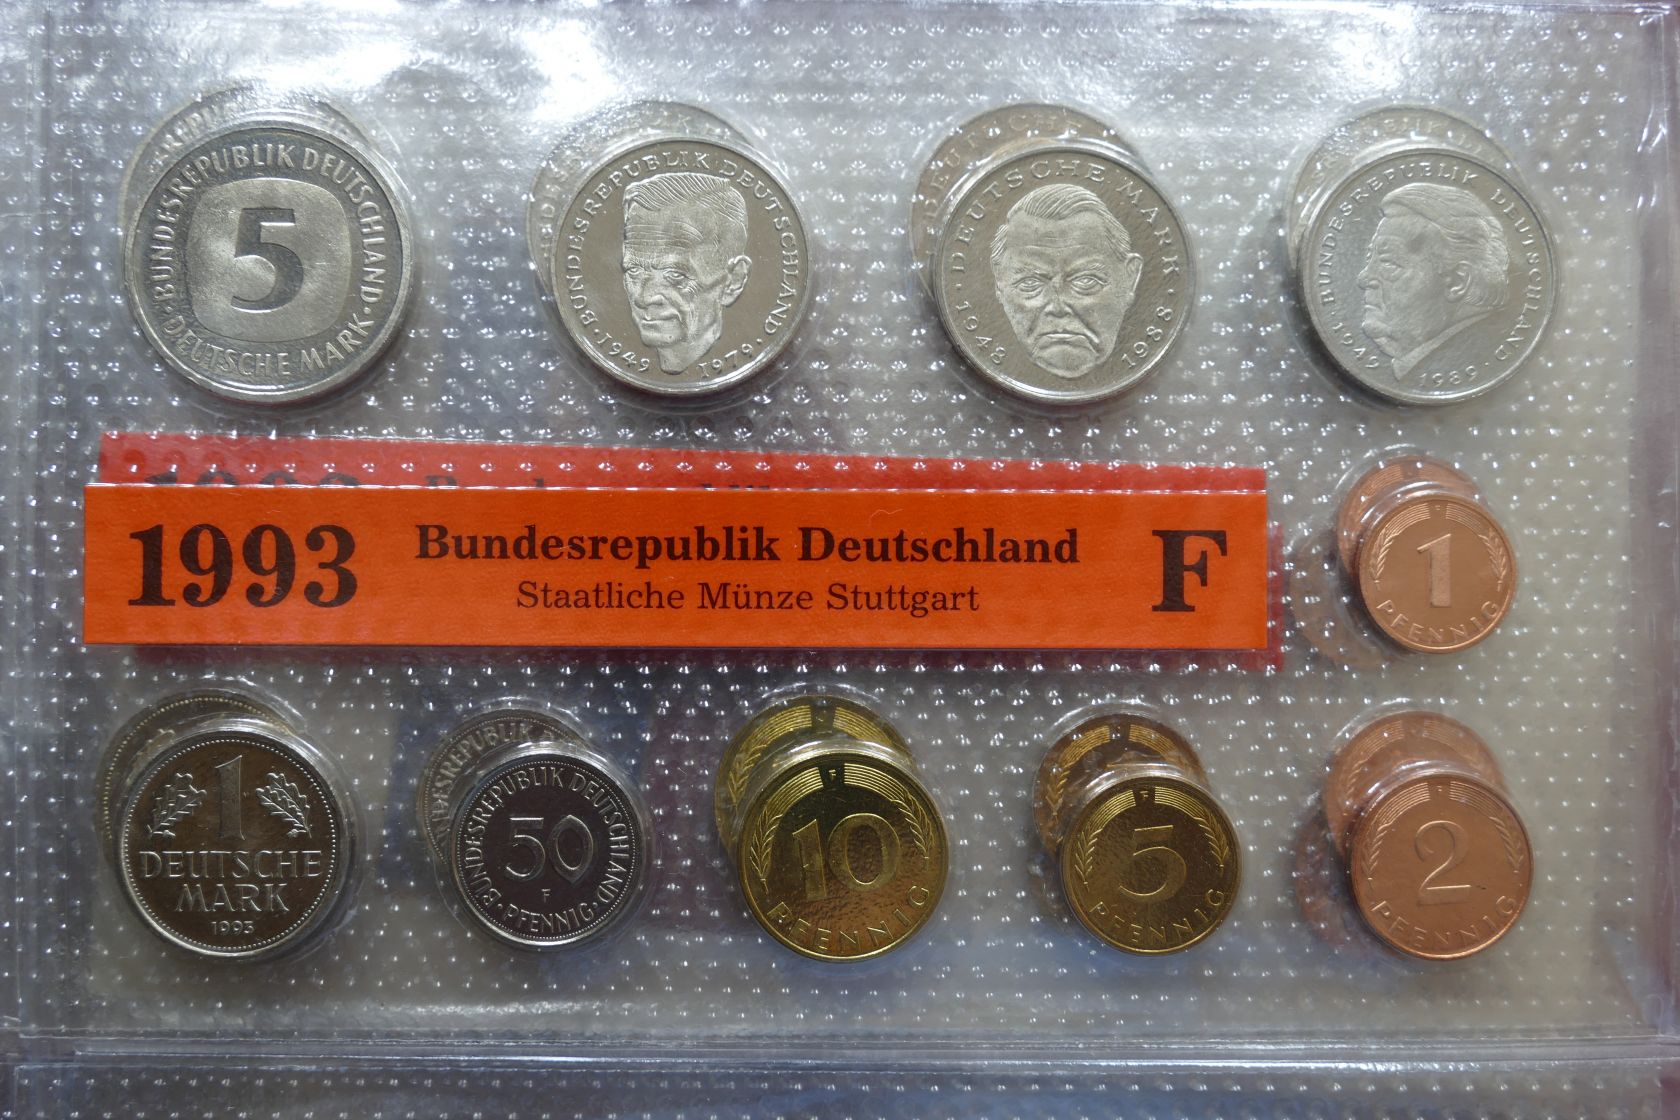 BUNDESREPUBLIK DEUTSCHLAND
5
DEUTSCHE MARK
BUNDESREPUBLIK DEUTSCHLAND
1949 1979
DEUTSCHE MARK
1948 1988
BUNDESREPUBLIK DEUTSCHLAND
1949 1989
1993 Bundesrepublik Deutschland F
Staatliche Münze Stuttgart
F
1
PFENNIG
1
DEUTSCHE
MARK
1993
BUNDESREPUBLIK DEUTSCHLAND
50
F
PFENNIG
F
10
PFENNIG
F
5
PFENNIG
F
2
PFENNIG